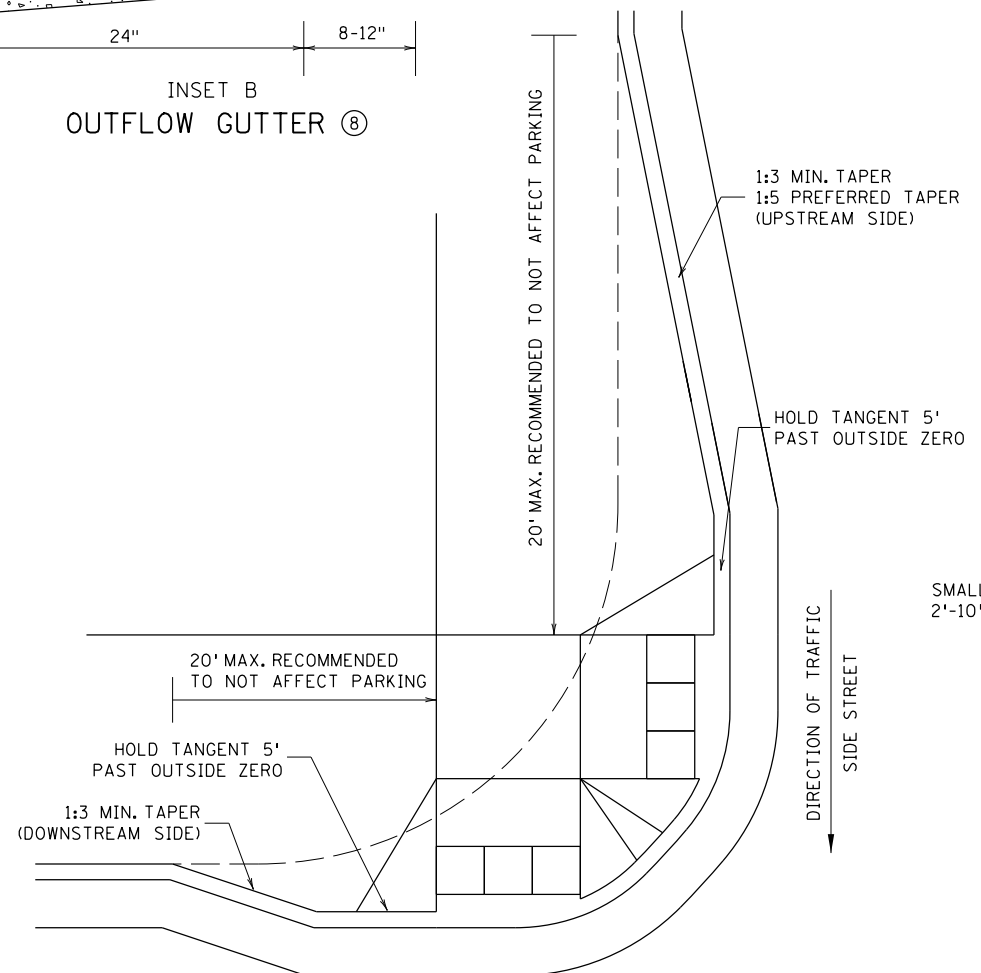 24"
8-12"
INSET B
OUTFLOW GUTTER 8
20' MAX. RECOMMENDED TO NOT AFFECT PARKING
1:3 MIN. TAPER
1:5 PREFERRED TAPER
(UPSTREAM SIDE)
HOLD TANGENT 5'
PAST OUTSIDE ZERO
SMALL
2'-10"
DIRECTION OF TRAFFIC
SIDE STREET
20' MAX. RECOMMENDED
TO NOT AFFECT PARKING
HOLD TANGENT 5'
PAST OUTSIDE ZERO
1:3 MIN. TAPER
(DOWNSTREAM SIDE)